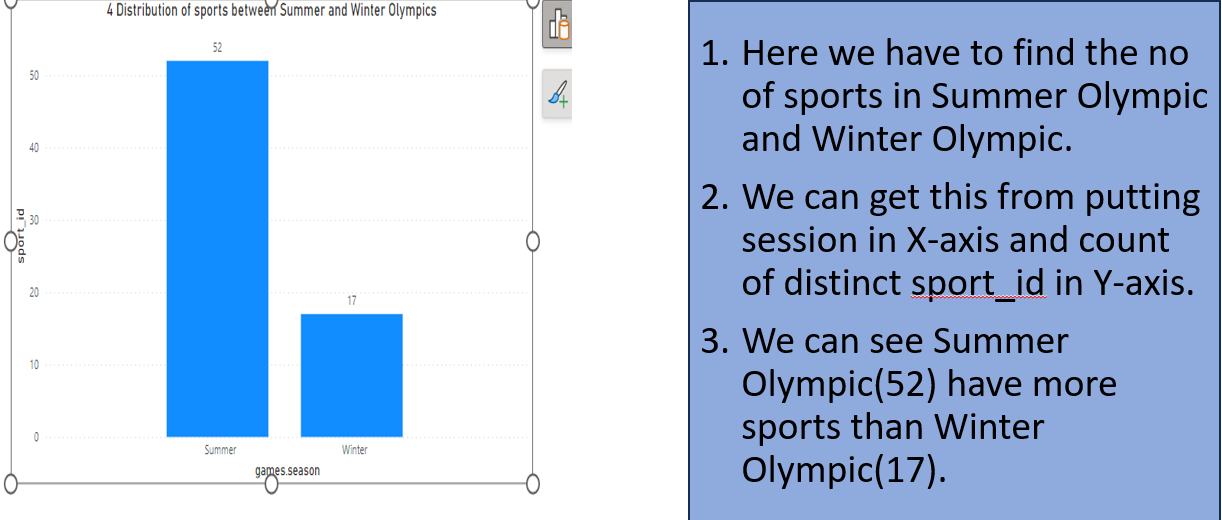 4 Distribution of sports between Summer and Winter Olympics
52
50
40
30
20
17
10
0
sport_id
Summer
Winter
games.season
1. Here we have to find the no
of sports in Summer Olympic
and Winter Olympic.
2. We can get this from putting
session in X-axis and count
of distinct sport_id in Y-axis.
3. We can see Summer
Olympic(52) have more
sports than Winter
Olympic(17).